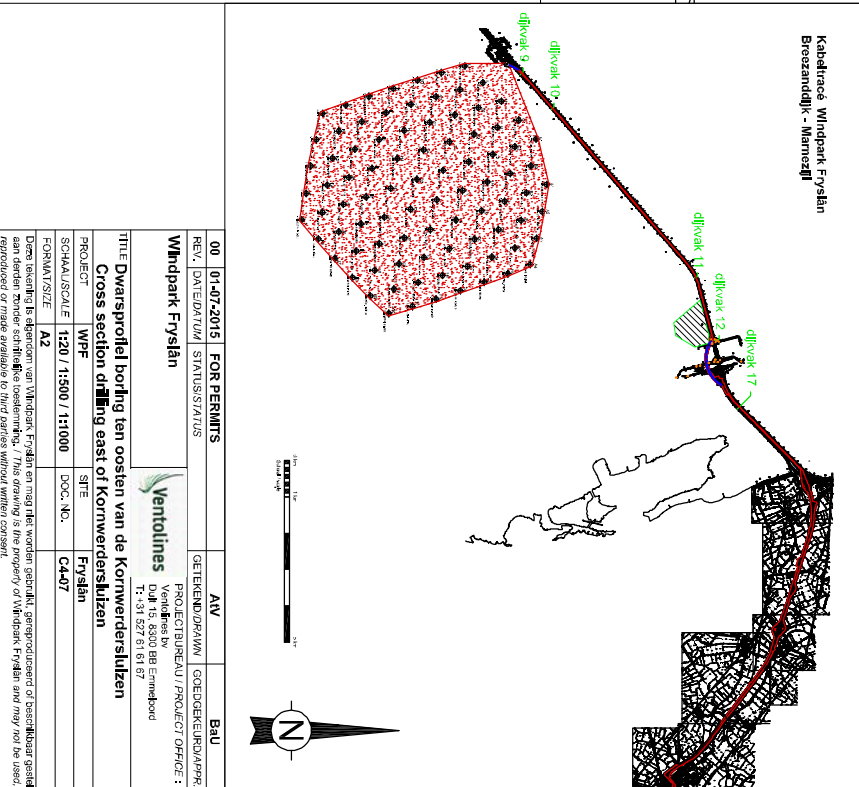 Kabeltracé Windpark Fryslân
Breezanddijk - Marnezijl
dijkvak 9
dijkvak 10
dijkvak 11
dijkvak 12
dijkvak 17
N
00 01-07-2015 FOR PERMITS AtV BaU
REV. DATE/DATUM STATUS/STATUS GETEKEND/DRAWN GOEDGEKEURD/APPR.
Windpark Fryslân
Ventolines
PROJECTBUREAU / PROJECT OFFICE :
Ventolines bv
Duit 15, 8300 BB Emmeloord
T: +31 527 61 61 67
TITLE Dwarsprofiel boring ten oosten van de Kornwerdersluizen
Cross section drilling east of Kornwerdersluizen
PROJECT WPF SITE Fryslân
SCHAAL/SCALE 1:20 / 1:500 / 1:1000 DOC. NO. C4-07
FORMAT/SIZE A2
Deze tekening is eigendom van Windpark Fryslân en mag niet worden gebruikt, gereproduceerd of beschikbaar gestel
aan derden zonder schriftelijke toestemming. / This drawing is the property of Windpark Fryslân and may not be used,
reproduced or made available to third parties without written consent.